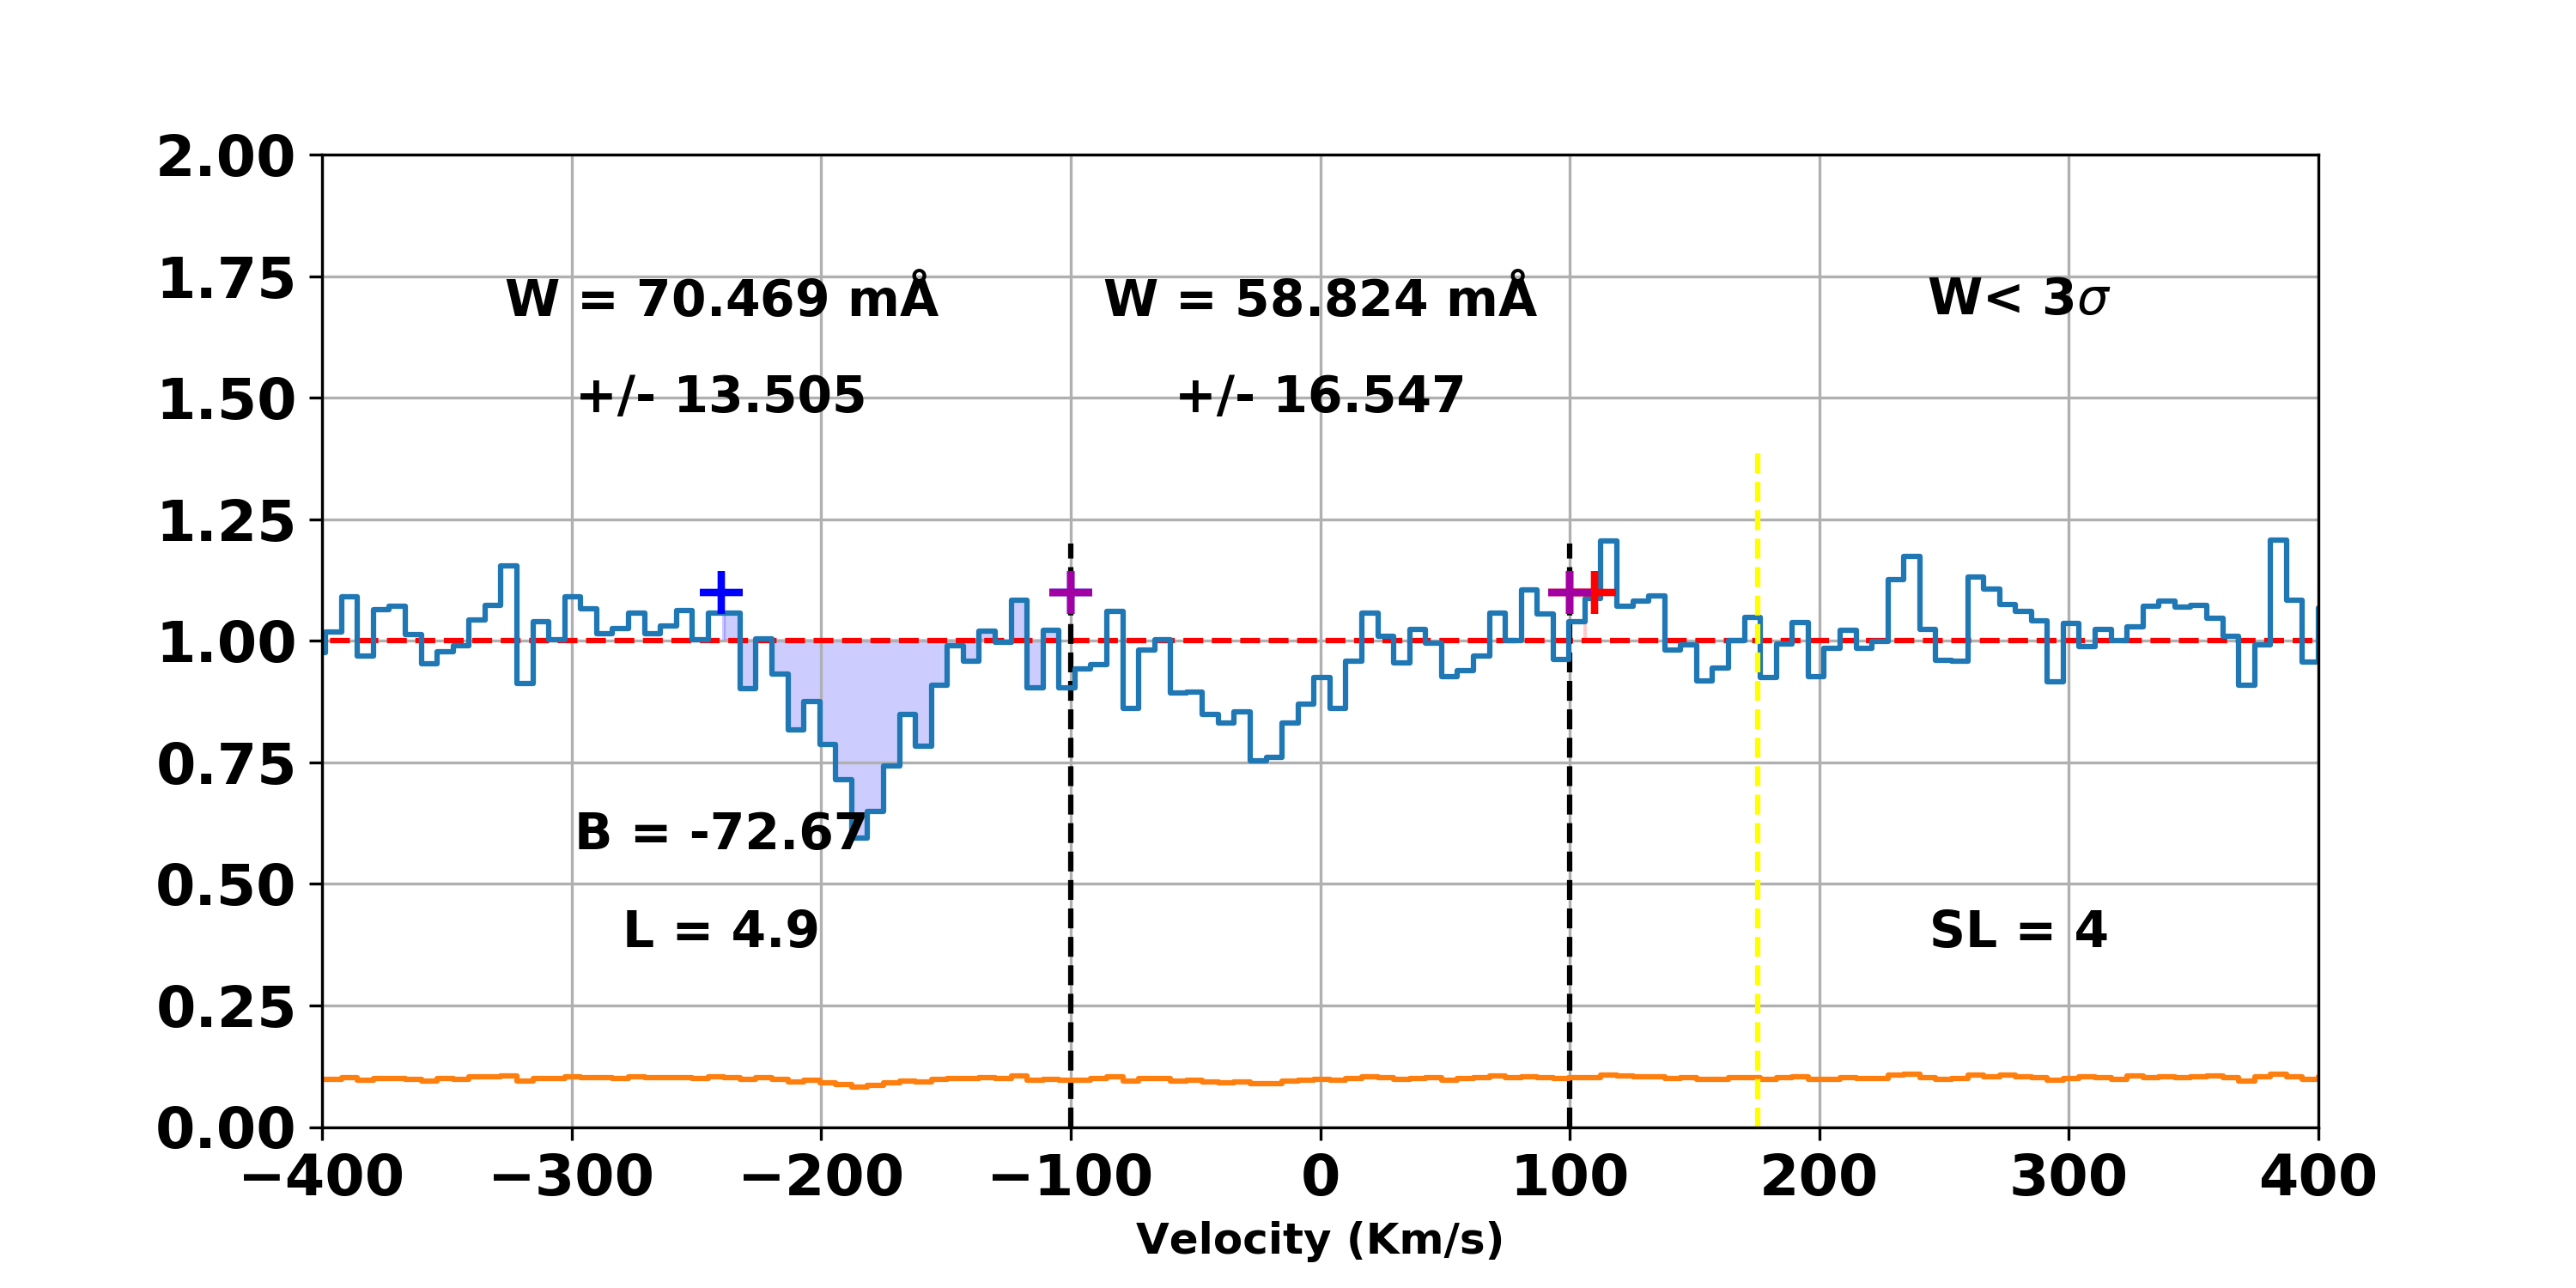 2.00
1.75
1.50
1.25
1.00
0.75
0.50
0.25
0.00
W = 70.469 mÅ
+/- 13.505
W = 58.824 mÅ
+/- 16.547
W< 3σ
B = -72.67
L = 4.9
SL = 4
−400 −300 −200 −100 0 100 200 300 400
Velocity (Km/s)